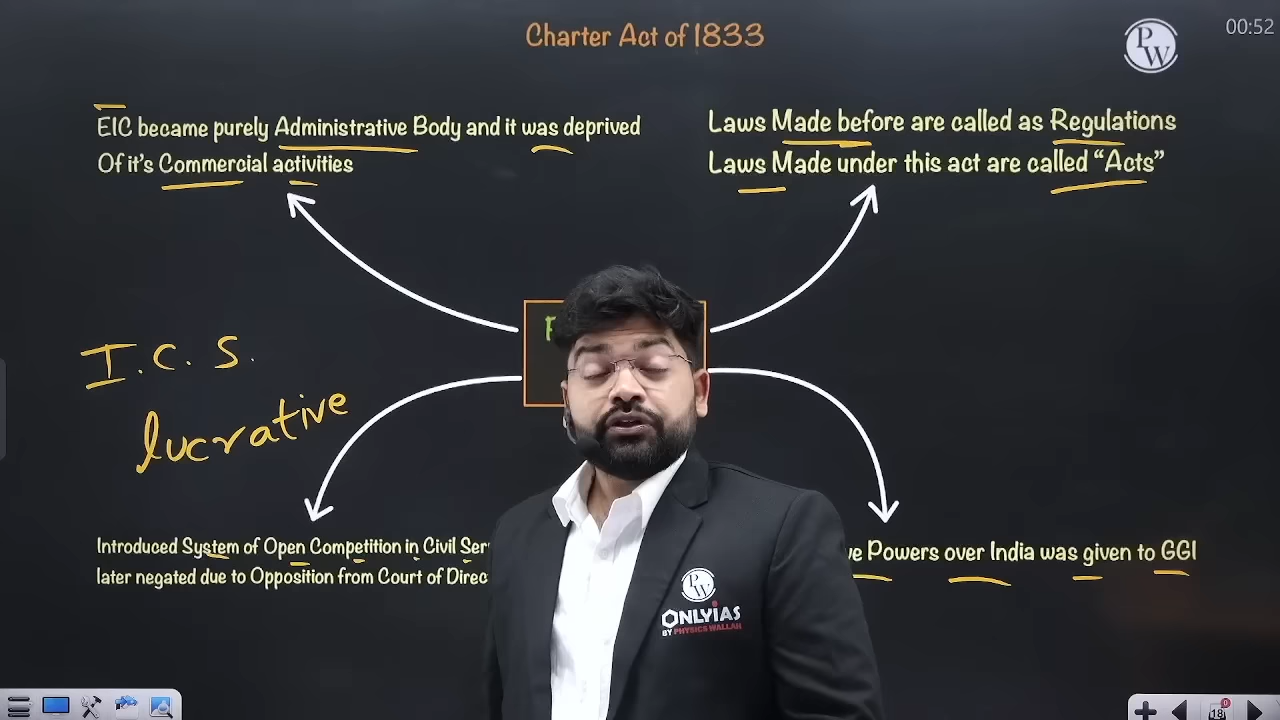 Charter Act of 1833
PW
00:52
EIC became purely Administrative Body and it was deprived
Of it's Commercial activities
Laws Made before are called as Regulations
Laws Made under this act are called “Acts”
I.C.S.
lucrative
Introduced System of Open Competition in Civil Ser
later negated due to Opposition from Court of Direc
ve Powers over India was given to GGI
PW
ONLYIAS
BY PHYSICS WALLAH